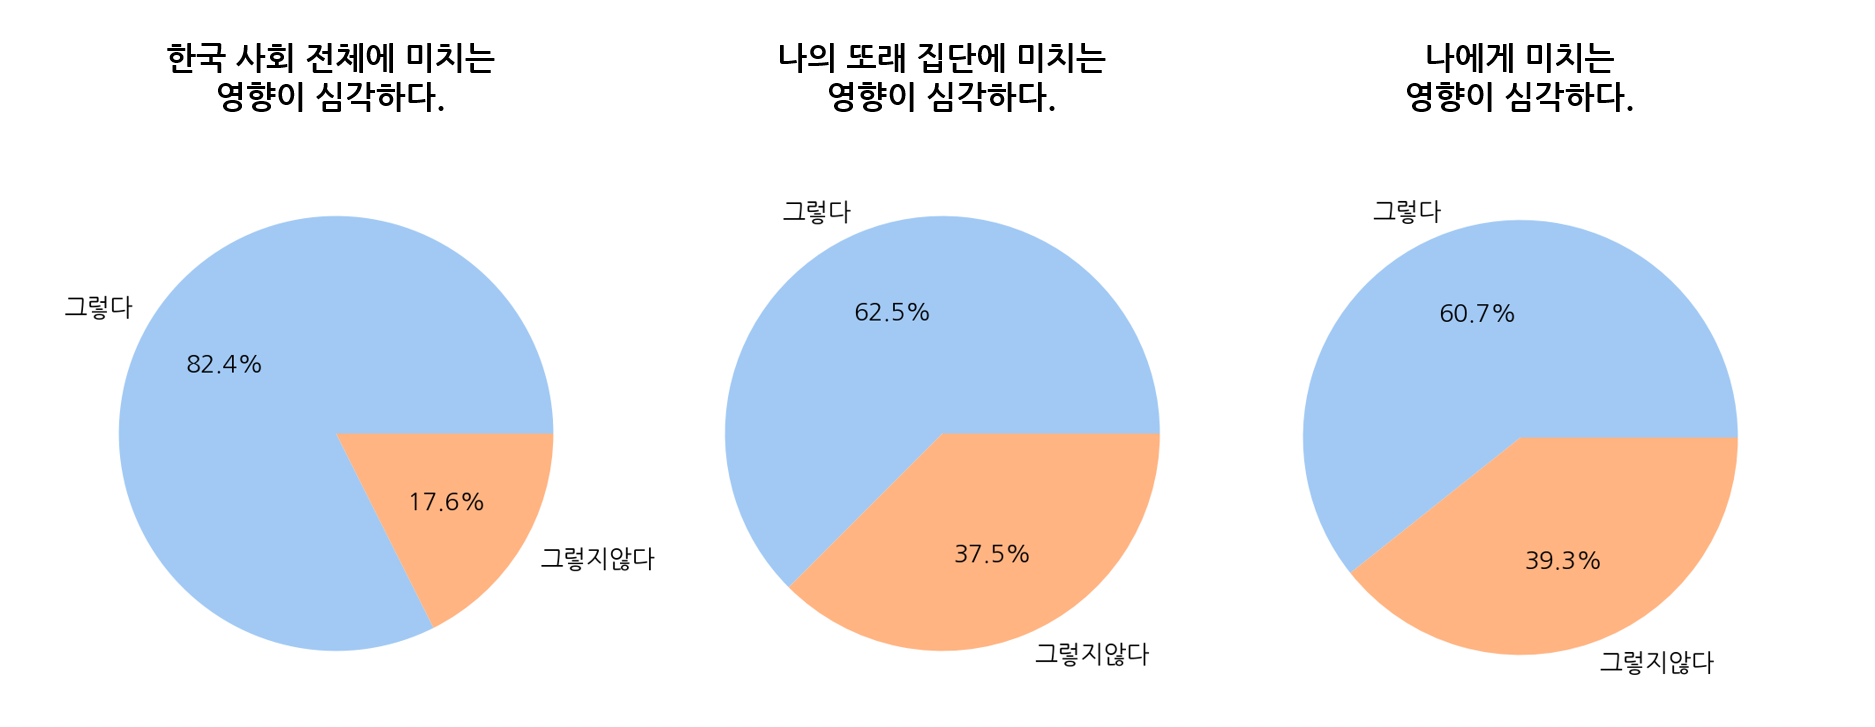 한국 사회 전체에 미치는
영향이 심각하다.
그렇다
82.4%
17.6%
그렇지않다
나의 또래 집단에 미치는
영향이 심각하다.
그렇다
62.5%
37.5%
그렇지않다
나에게 미치는
영향이 심각하다.
그렇다
60.7%
39.3%
그렇지않다